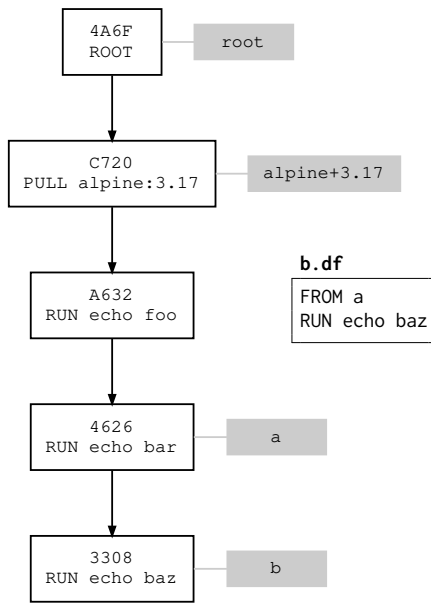 4A6F
ROOT
root
C720
PULL alpine:3.17
alpine+3.17
A632
RUN echo foo
b.df
FROM a
RUN echo baz
4626
RUN echo bar
a
3308
RUN echo baz
b